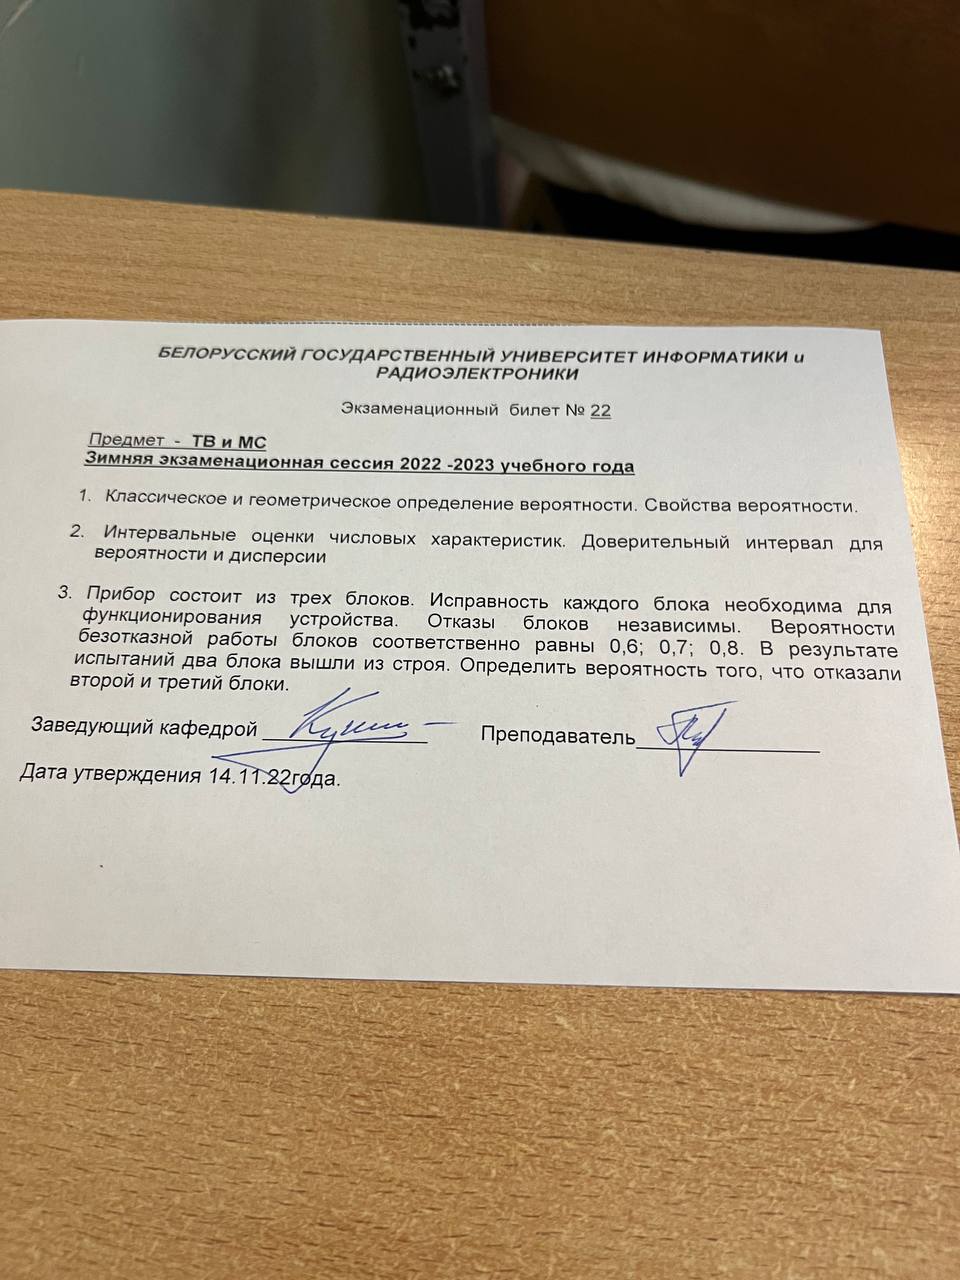 БЕЛОРУССКИЙ ГОСУДАРСТВЕННЫЙ УНИВЕРСИТЕТ ИНФОРМАТИКИ и
РАДИОЭЛЕКТРОНИКИ
Экзаменационный билет № 22
Предмет - ТВ и МС
Зимняя экзаменационная сессия 2022 -2023 учебного года
1. Классическое и геометрическое определение вероятности. Свойства вероятности.
2. Интервальные оценки числовых характеристик. Доверительный интервал для
вероятности и дисперсии
3. Прибор состоит из трех блоков. Исправность каждого блока необходима для
функционирования устройства. Отказы блоков независимы. Вероятности
безотказной работы блоков соответственно равны 0,6; 0,7; 0,8. В результате
испытаний два блока вышли из строя. Определить вероятность того, что отказали
второй и третий блоки.
Заведующий кафедрой Преподаватель
Дата утверждения 14.11.22года.